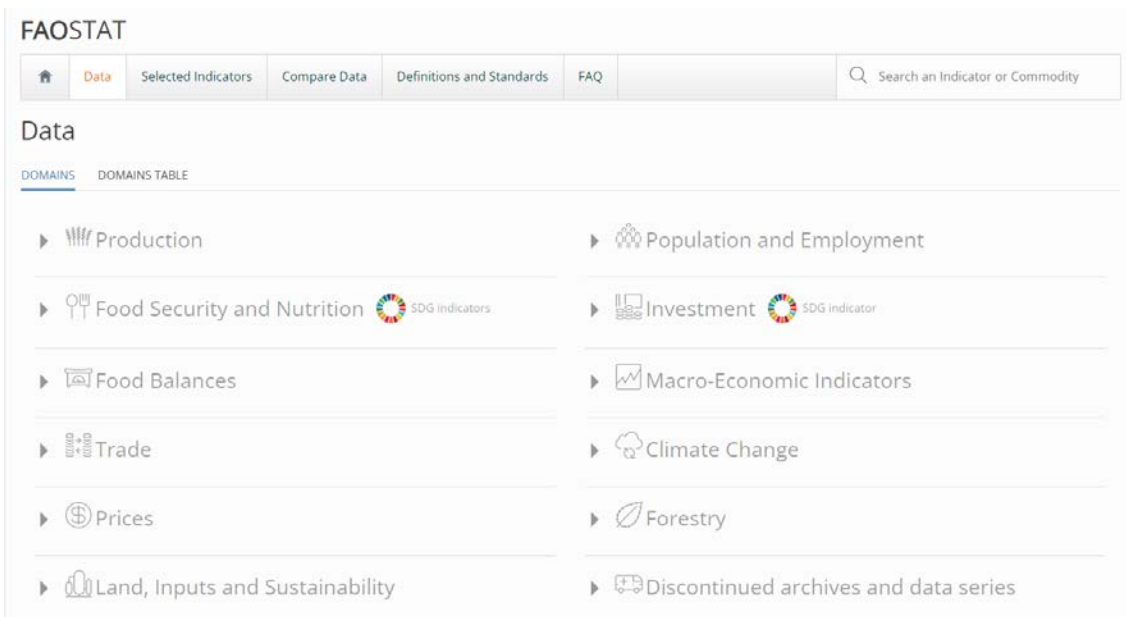 FAOSTAT
Data Selected Indicators Compare Data Definitions and Standards FAQ Search an Indicator or Commodity
Data
DOMAINS DOMAINS TABLE
Production
Population and Employment
Food Security and Nutrition SDG indicators
Investment SDG indicator
Food Balances
Macro-Economic Indicators
Trade
Climate Change
Prices
Forestry
Land, Inputs and Sustainability
Discontinued archives and data series